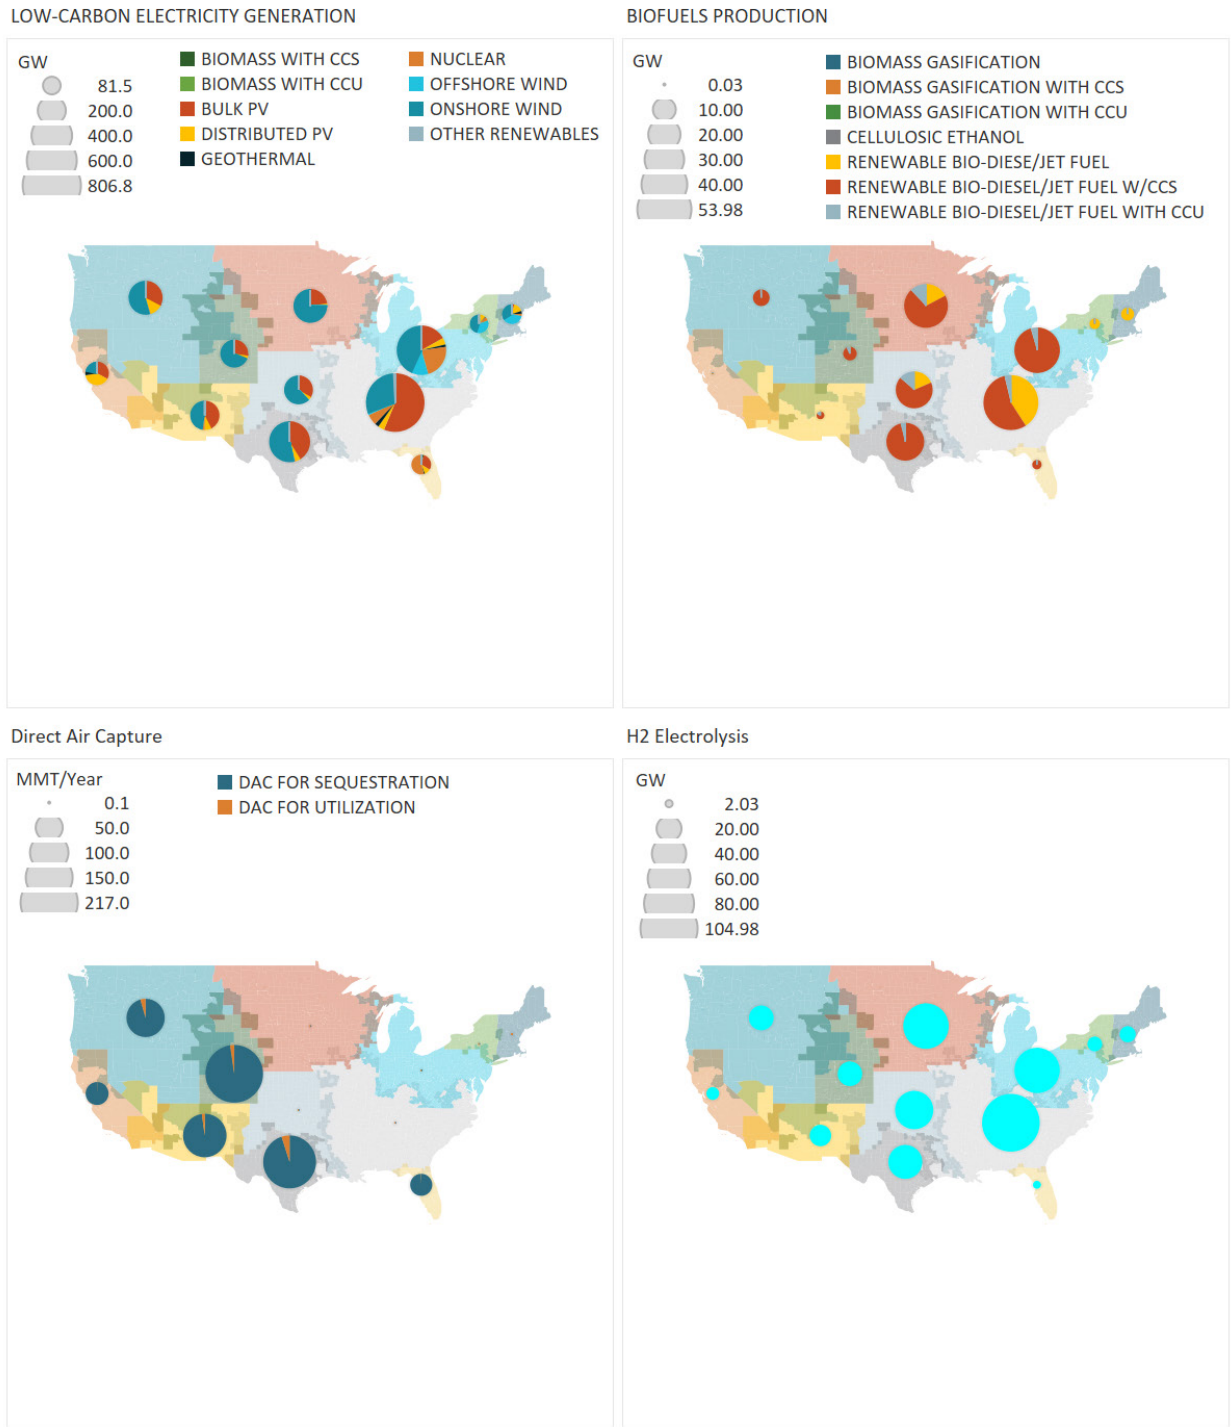 LOW-CARBON ELECTRICITY GENERATION
GW
81.5
200.0
400.0
600.0
806.8
BIOMASS WITH CCS
BIOMASS WITH CCU
BULK PV
DISTRIBUTED PV
GEOTHERMAL
NUCLEAR
OFFSHORE WIND
ONSHORE WIND
OTHER RENEWABLES
BIOFUELS PRODUCTION
GW
0.03
10.00
20.00
30.00
40.00
53.98
BIOMASS GASIFICATION
BIOMASS GASIFICATION WITH CCS
BIOMASS GASIFICATION WITH CCU
CELLULOSIC ETHANOL
RENEWABLE BIO-DIESE/JET FUEL
RENEWABLE BIO-DIESEL/JET FUEL W/CCS
RENEWABLE BIO-DIESEL/JET FUEL WITH CCU
Direct Air Capture
MMT/Year
0.1
50.0
100.0
150.0
217.0
DAC FOR SEQUESTRATION
DAC FOR UTILIZATION
H2 Electrolysis
GW
2.03
20.00
40.00
60.00
80.00
104.98